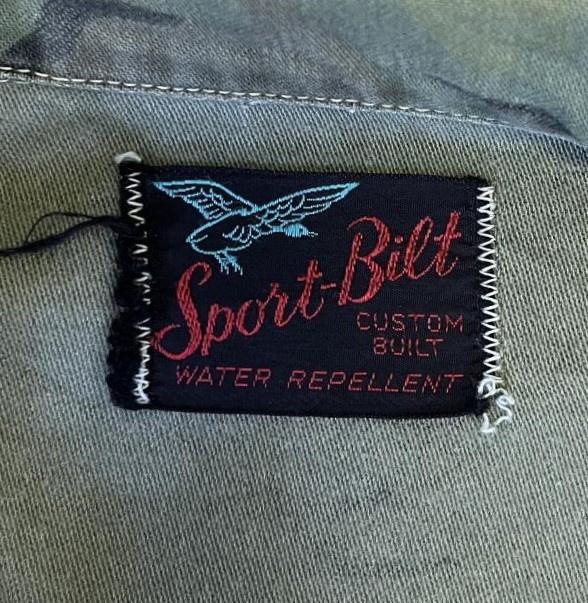 Sport-Bilt
CUSTOM
BUILT
WATER REPELLENT